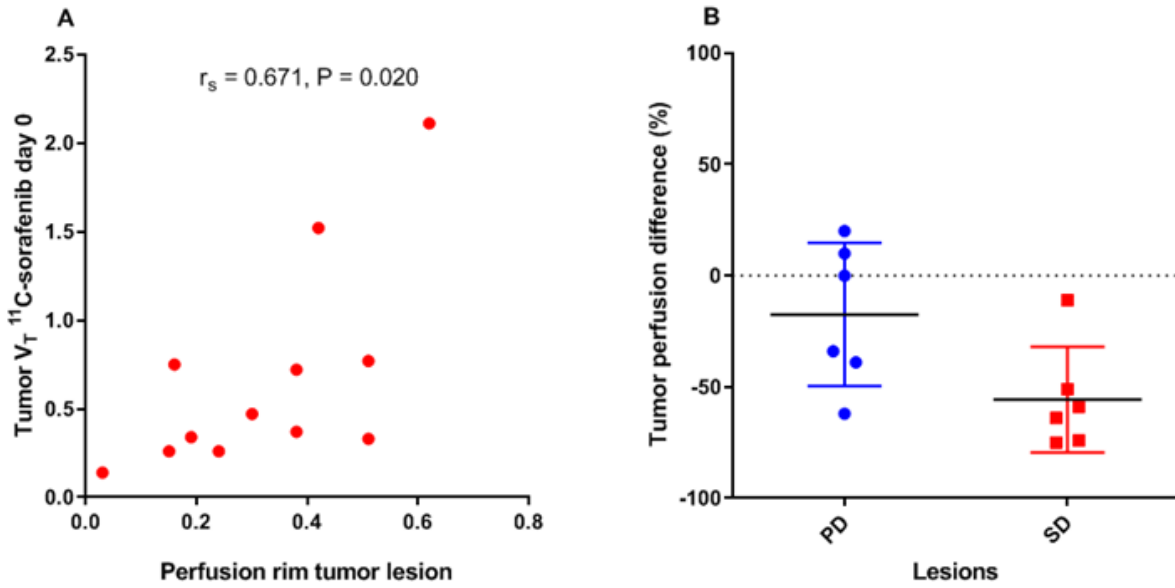 A
r_s = 0.671, P = 0.020
Tumor V_T ¹¹C-sorafenib day 0
2.5
2.0
1.5
1.0
0.5
0.0
0.0 0.2 0.4 0.6 0.8
Perfusion rim tumor lesion
B
Tumor perfusion difference (%)
100
50
0
-50
-100
PD SD
Lesions